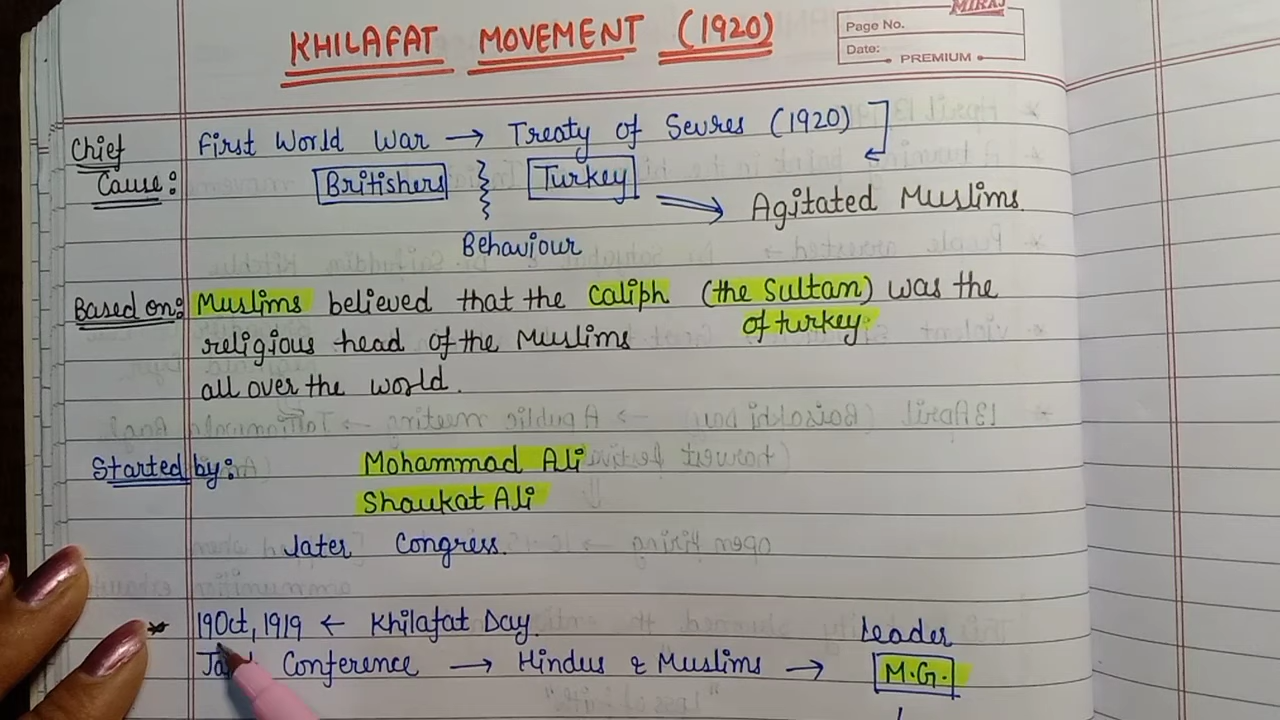 KHILAFAT MOVEMENT (1920)
MIRAJ
Page No.
Date:
PREMIUM
Chief Cause:
First World War → Treaty of Sevres (1920)
Britishers Turkey
Behaviour
⇒ Agitated Muslims
Based on: Muslims believed that the Caliph (the Sultan) was the
of turkey
religious head of the Muslims
all over the world.
Started by: Mohammad Ali
Shaukat Ali
later Congress.
* 19Oct, 1919 ← Khilafat Day.
Conference → Hindus & Muslims →
Leader
M.G.